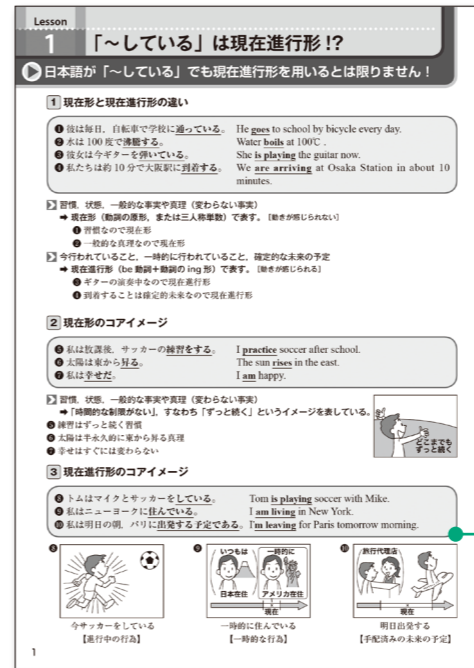 Lesson
1
「～している」は現在進行形 !?
日本語が「～している」でも現在進行形を用いるとは限りません！
1 現在形と現在進行形の違い
❶ 彼は毎日，自転車で学校に通っている。 He goes to school by bicycle every day.
❷ 水は 100 度で沸騰する。 Water boils at 100℃ .
❸ 彼女は今ギターを弾いている。 She is playing the guitar now.
❹ 私たちは約 10 分で大阪駅に到着する。 We are arriving at Osaka Station in about 10
minutes.
習慣，状態，一般的な事実や真理（変わらない事実）
➡ 現在形（動詞の原形，または三人称単数）で表す。［動きが感じられない］
❶ 習慣なので現在形
❷ 一般的な真理なので現在形
今行われていること，一時的に行われていること，確定的な未来の予定
➡ 現在進行形（be 動詞＋動詞の ing 形）で表す。［動きが感じられる］
❸ ギターの演奏中なので現在進行形
❹ 到着することは確定的未来なので現在進行形
2 現在形のコアイメージ
❺ 私は放課後，サッカーの練習をする。 I practice soccer after school.
❻ 太陽は東から昇る。 The sun rises in the east.
❼ 私は幸せだ。 I am happy.
習慣，状態，一般的な事実や真理（変わらない事実）
➡「時間的な制限がない」，すなわち「ずっと続く」というイメージを表している。
❺ 練習はずっと続く習慣
❻ 太陽は半永久的に東から昇る真理
❼ 幸せはすぐには変わらない
どこまでも
ずっと続く
3 現在進行形のコアイメージ
❽ トムはマイクとサッカーをしている。 Tom is playing soccer with Mike.
❾ 私はニューヨークに住んでいる。 I am living in New York.
❿ 私は明日の朝，パリに出発する予定である。 I'm leaving for Paris tomorrow morning.
❽
今サッカーをしている
【進行中の行為】
❾
いつもは
一時的に
日本在住
アメリカ在住
現在
一時的に住んでいる
【一時的な行為】
❿
旅行代理店
現在
明日出発する
【手配済みの未来の予定】
1